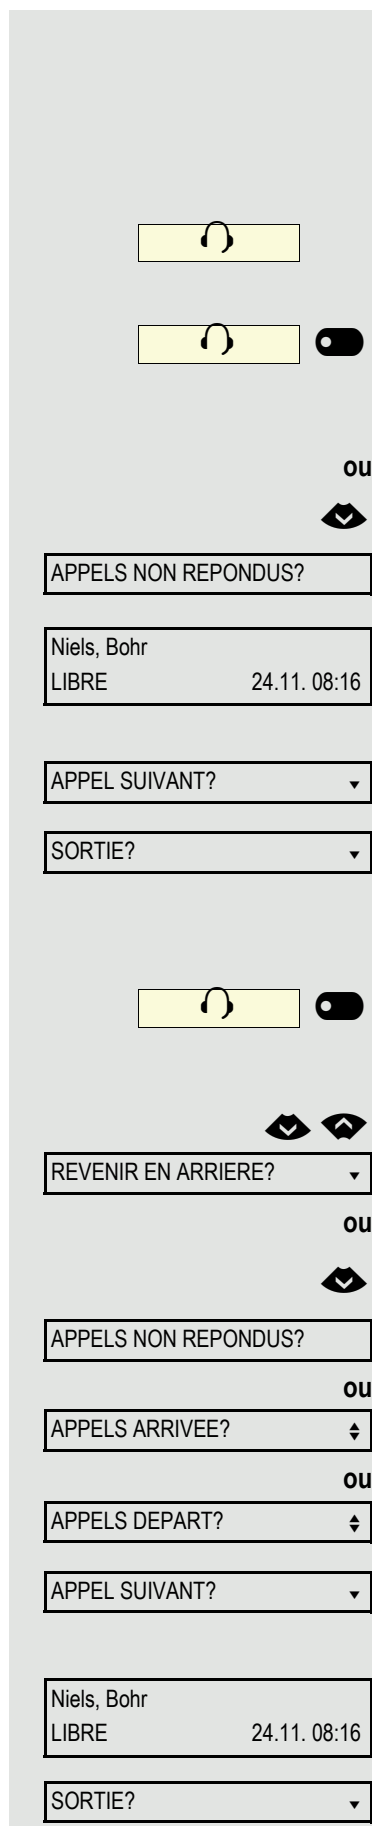 ou
APPELS NON REPONDUS?
Niels, Bohr
LIBRE 24.11. 08:16
APPEL SUIVANT?
SORTIE?
REVENIR EN ARRIERE?
ou
APPELS NON REPONDUS?
ou
APPELS ARRIVEE?
ou
APPELS DEPART?
APPEL SUIVANT?
Niels, Bohr
LIBRE 24.11. 08:16
SORTIE?